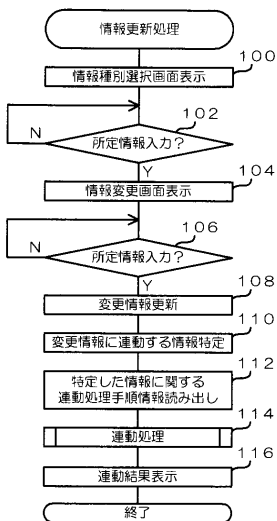 情報更新処理
100
情報種別選択画面表示
102
所定情報入力?
N
Y
104
情報変更画面表示
106
所定情報入力?
N
Y
108
変更情報更新
110
変更情報に連動する情報特定
112
特定した情報に関する
連動処理手順情報読み出し
114
連動処理
116
連動結果表示
終了